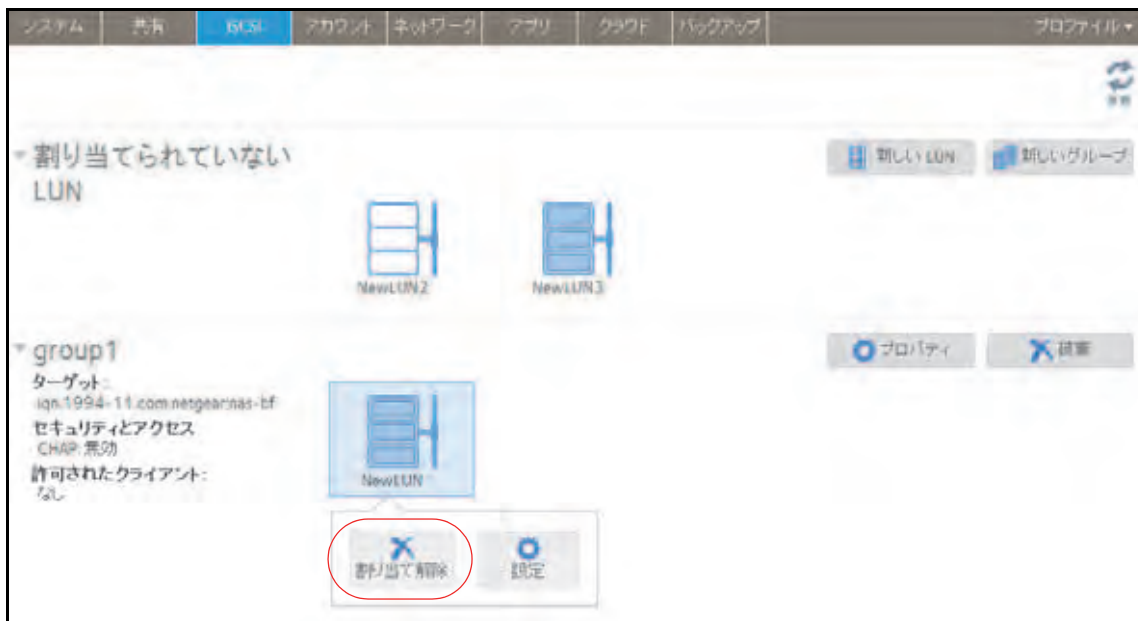 システム 共有 iSCSI アカウント ネットワーク アプリ クラウド バックアップ プロファイル
更新
割り当てられていない
LUN
新しい LUN 新しいグループ
NewLUN2 NewLUN3
group1
プロパティ 破棄
ターゲット:
iqn.1994-11.com.netgear:nas-bf
セキュリティとアクセス
CHAP: 無効
許可されたクライアント:
なし
NewLUN
割り当て解除 設定